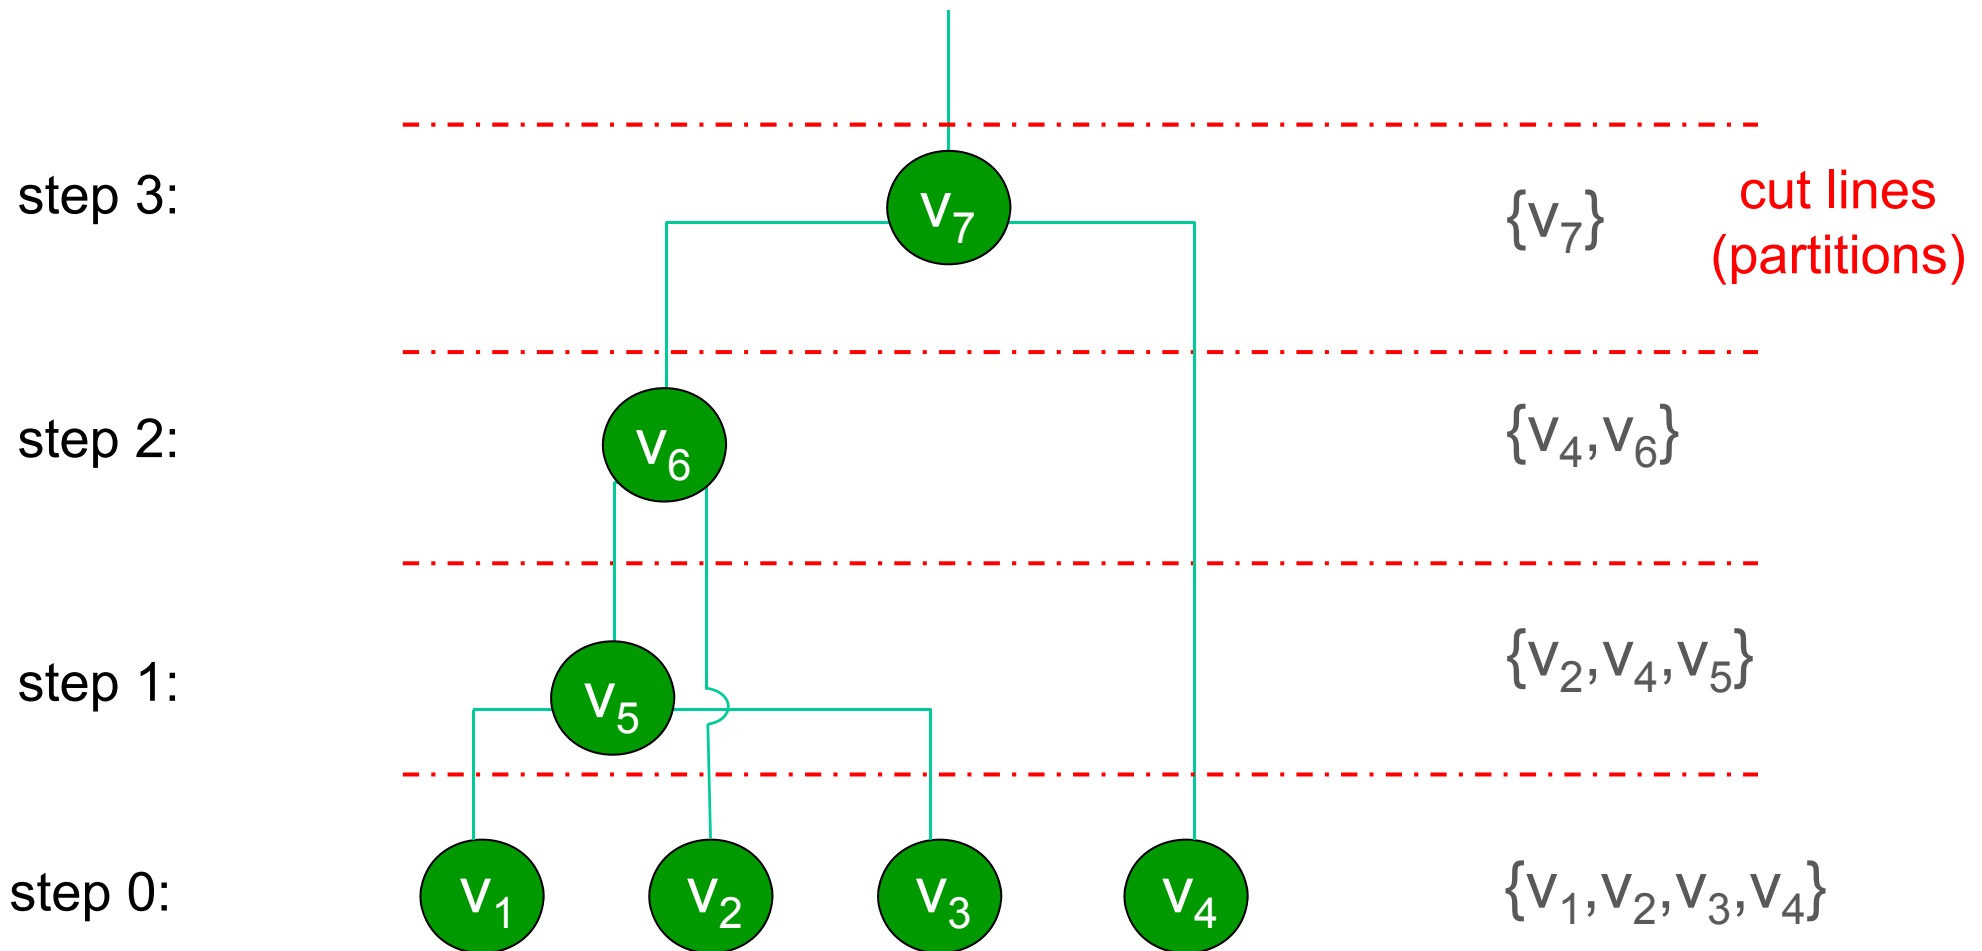 step 3:
v7
{v7}
cut lines
(partitions)
step 2:
v6
{v4,v6}
step 1:
v5
{v2,v4,v5}
step 0:
v1
v2
v3
v4
{v1,v2,v3,v4}